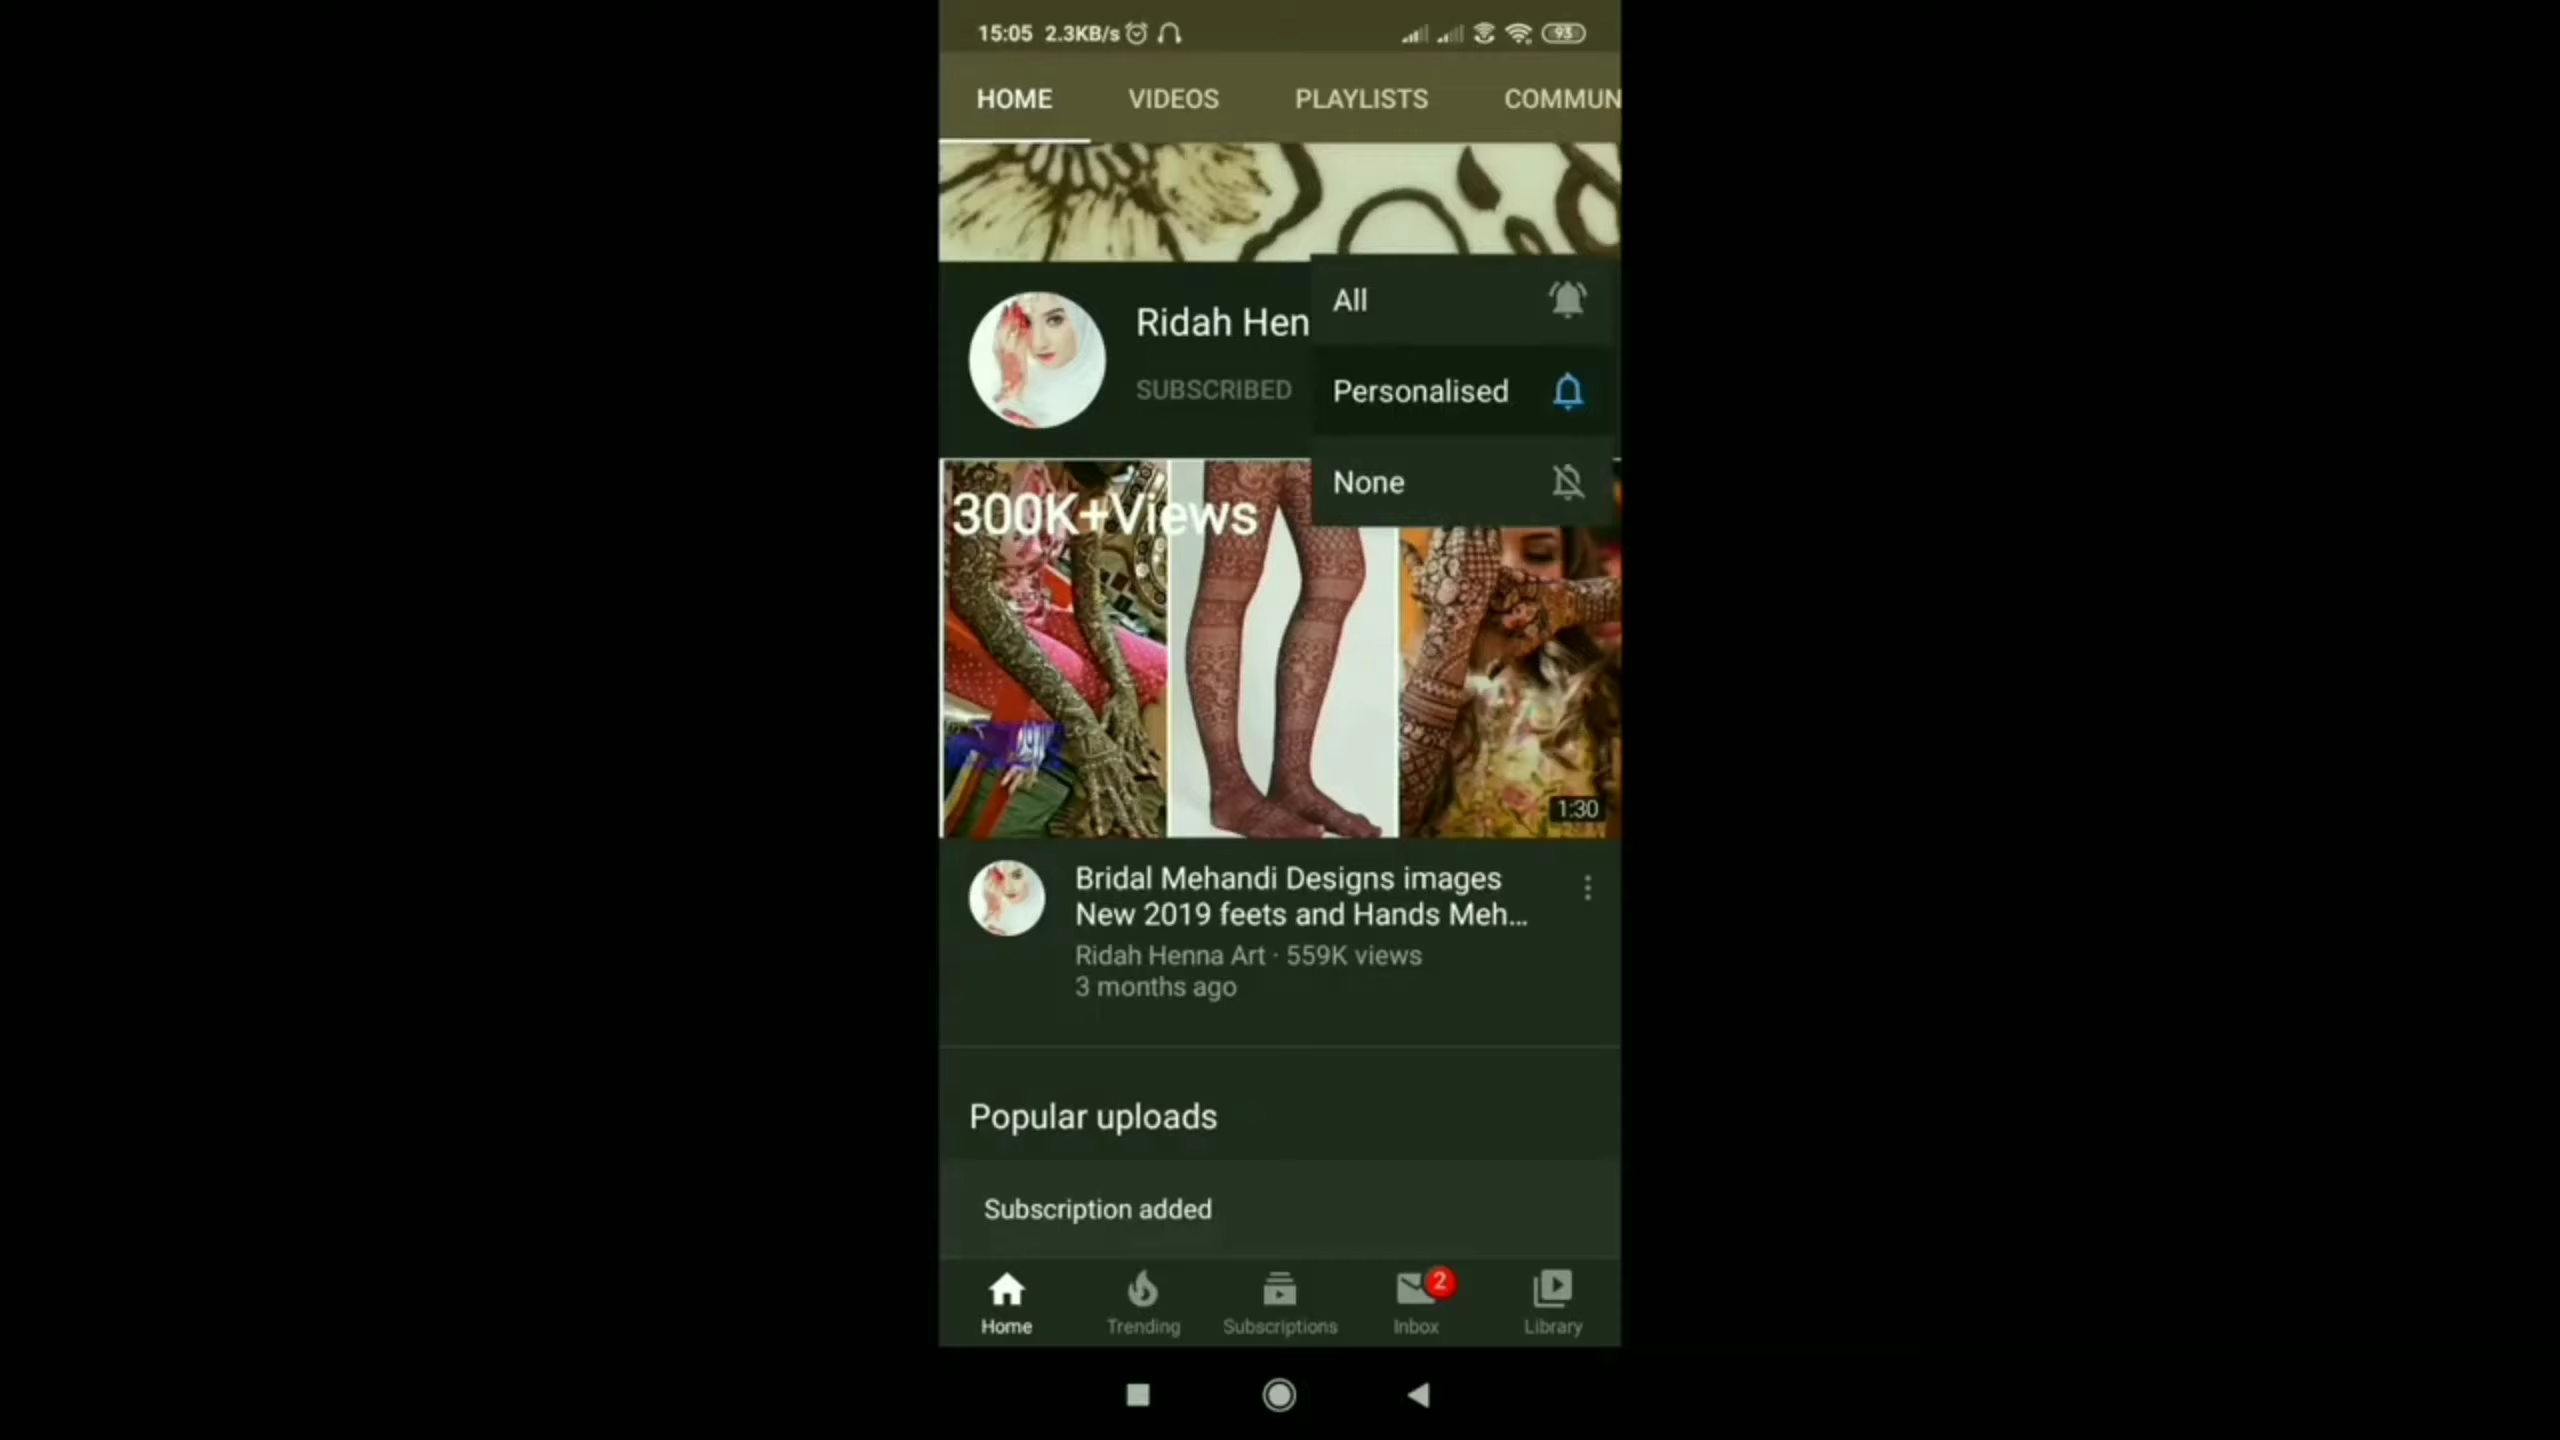 15:05 2.3KB/s 93
HOME VIDEOS PLAYLISTS COMMUN
All
Ridah Hen
SUBSCRIBED
Personalised
None
300K+Views
1:30
Bridal Mehandi Designs images
New 2019 feets and Hands Meh...
Ridah Henna Art · 559K views
3 months ago
Popular uploads
Subscription added
2
Home Trending Subscriptions Inbox Library